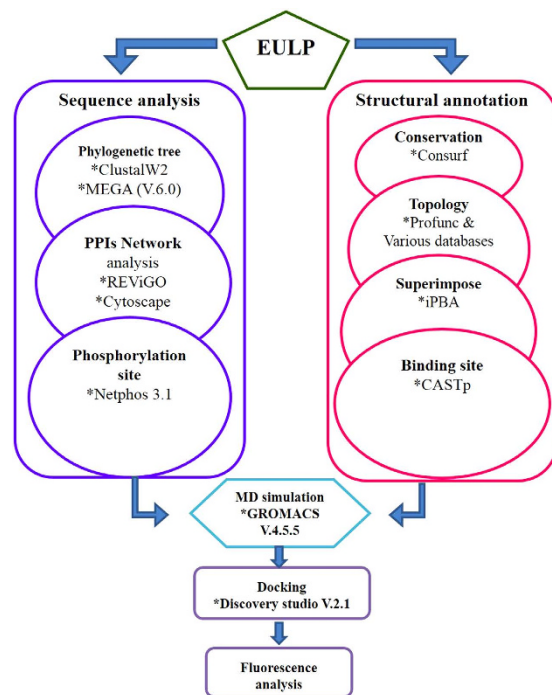 EULP
Sequence analysis
Phylogenetic tree
*ClustalW2
*MEGA (V.6.0)
PPIs Network
analysis
*REViGO
*Cytoscape
Phosphorylation
site
*Netphos 3.1
Structural annotation
Conservation
*Consurf
Topology
*Profunc &
Various databases
Superimpose
*iPBA
Binding site
*CASTp
MD simulation
*GROMACS
V.4.5.5
Docking
*Discovery studio V.2.1
Fluorescence
analysis